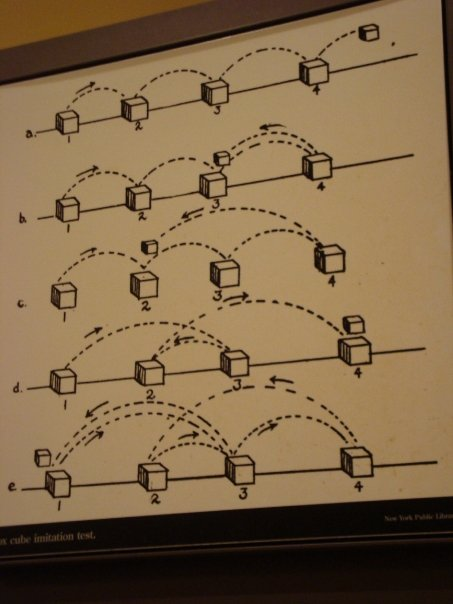 a. 1 2 3 4
b. 1 2 3 4
c. 1 2 3 4
d. 1 2 3 4
e. 1 2 3 4
cube imitation test.
New York Public